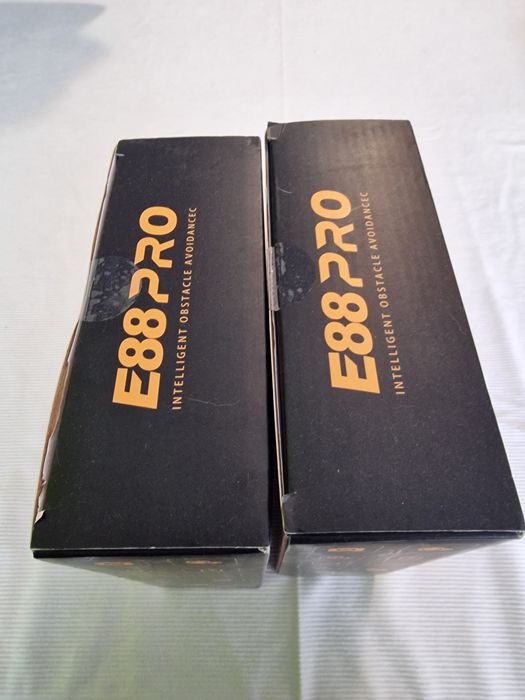 E88 PRO
INTELLIGENT OBSTACLE AVOIDANCEC
E88 PRO
INTELLIGENT OBSTACLE AVOIDANCEC